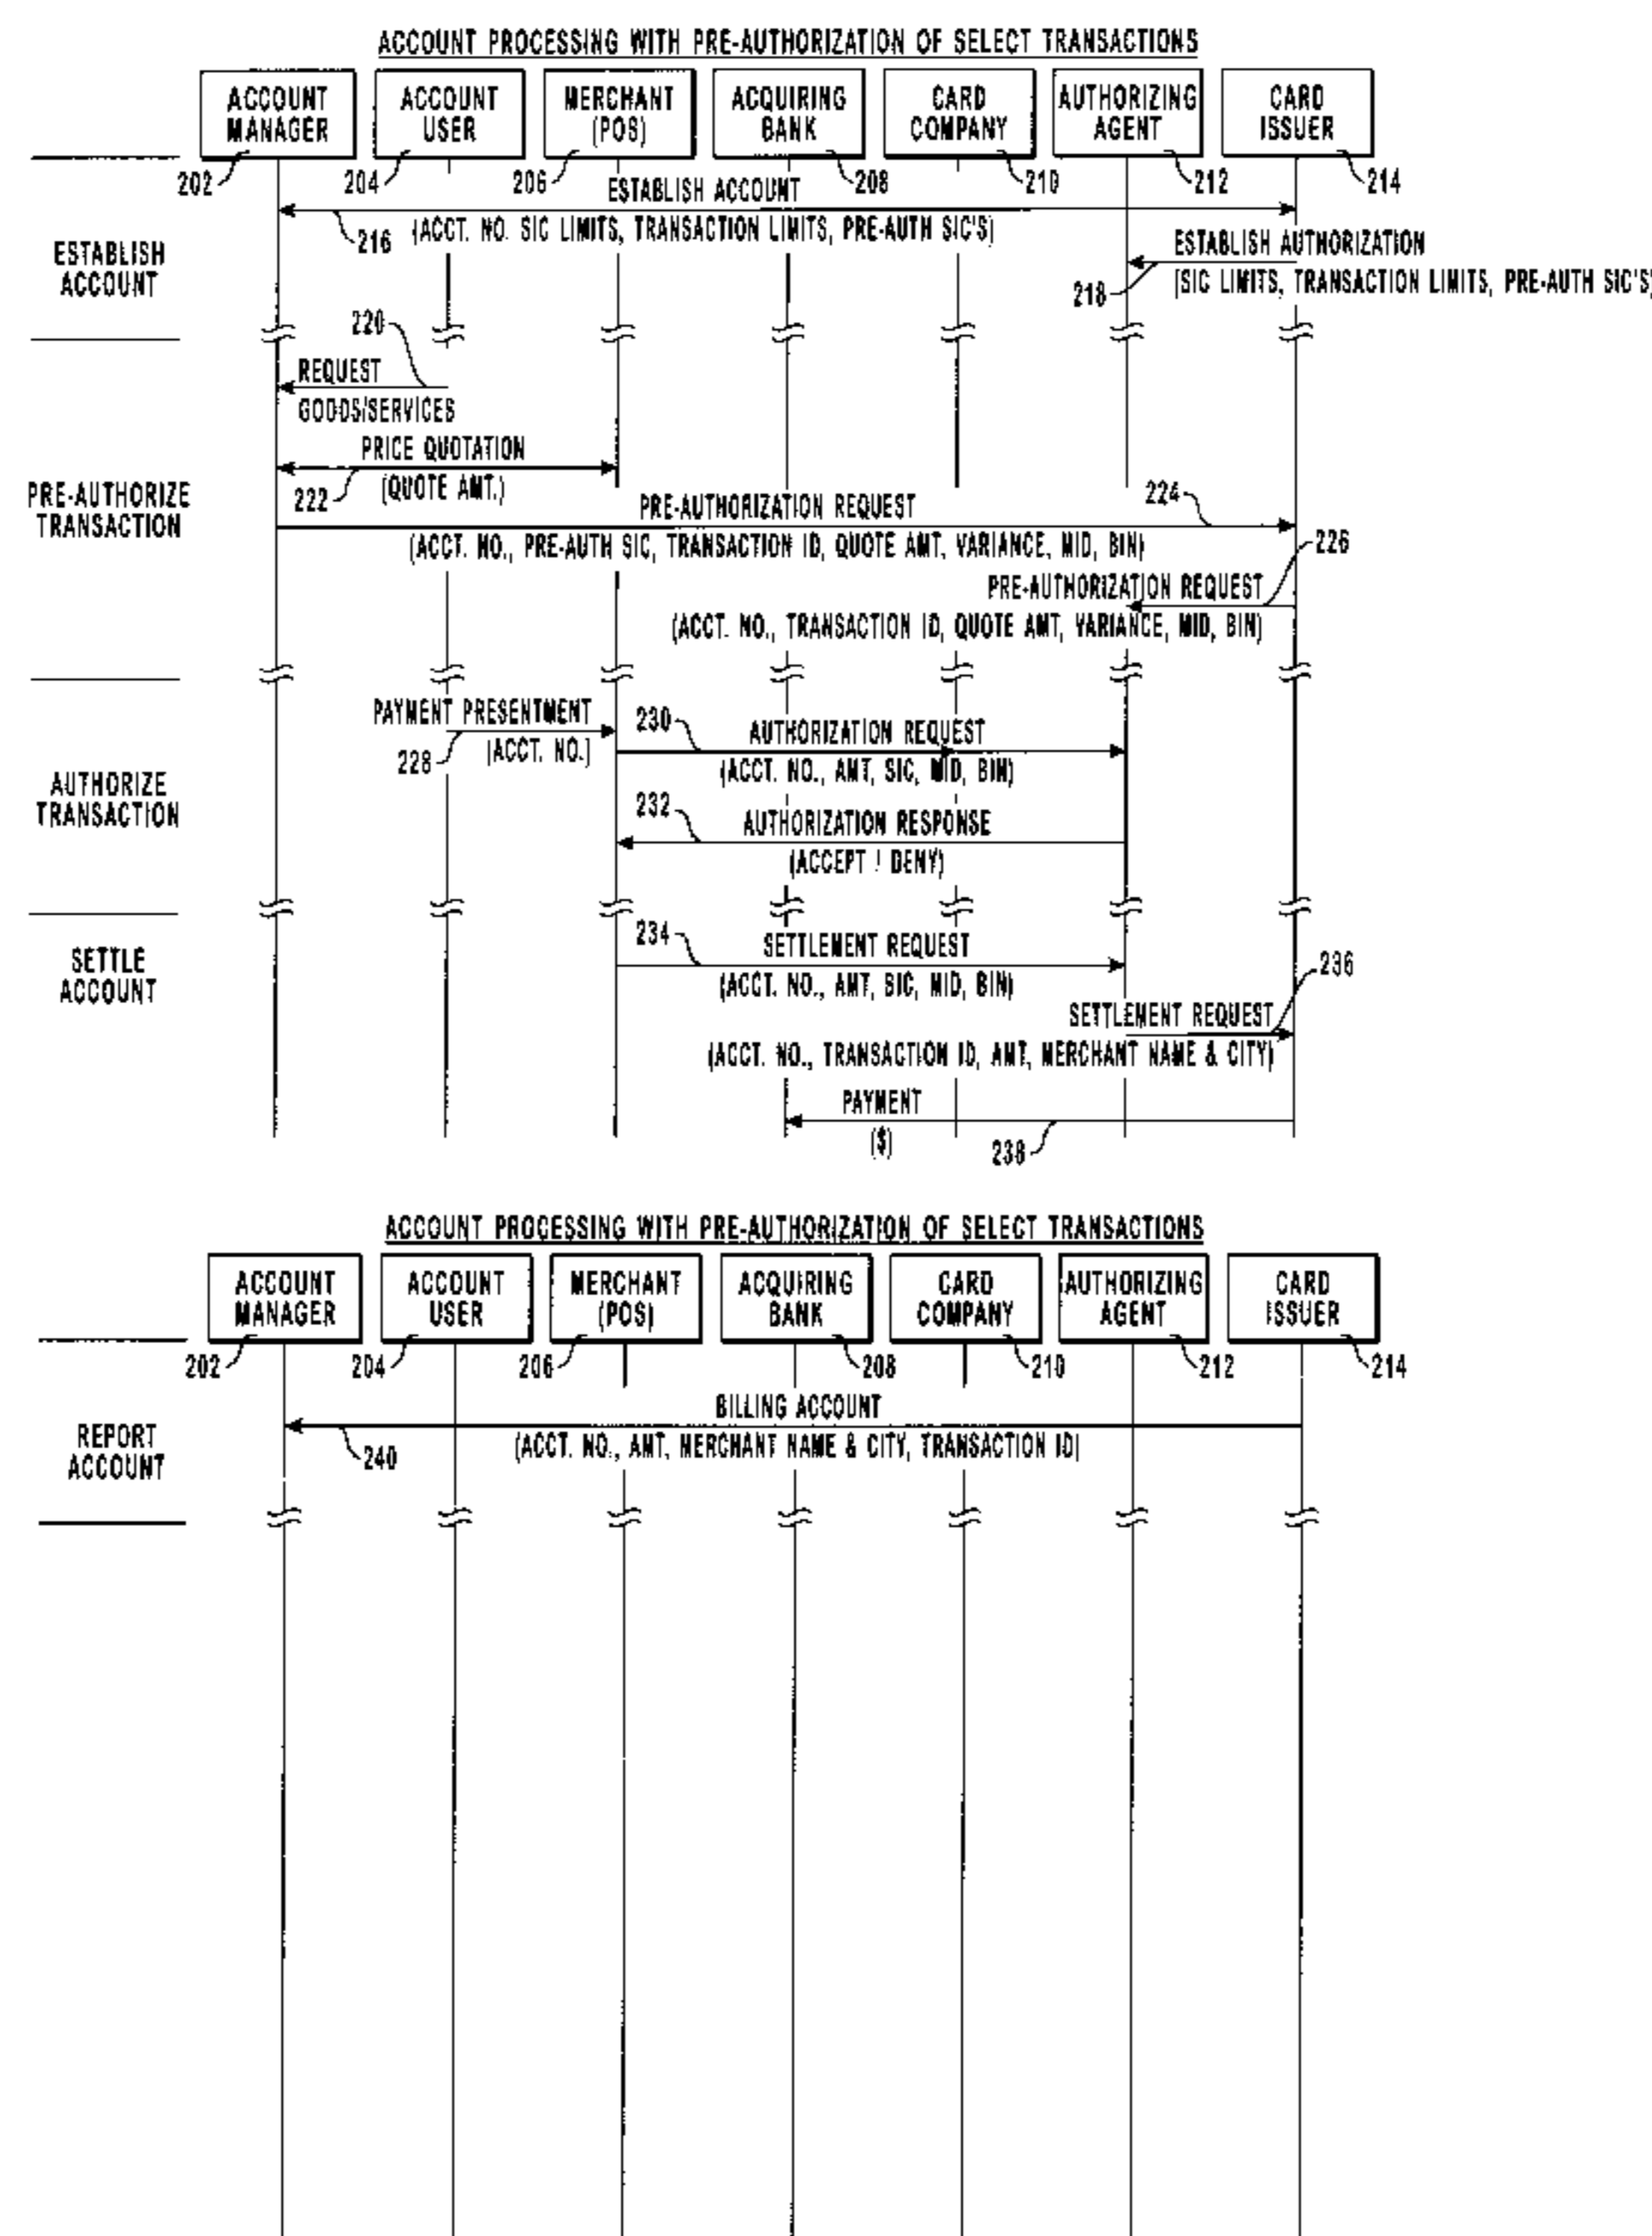 ACCOUNT PROCESSING WITH PRE-AUTHORIZATION OF SELECT TRANSACTIONS
ACCOUNT MANAGER
ACCOUNT USER
MERCHANT (POS)
ACQUIRING BANK
CARD COMPANY
AUTHORIZING AGENT
CARD ISSUER
202
204
206
208
210
212
214
ESTABLISH ACCOUNT
ESTABLISH ACCOUNT
216
(ACCT. NO. SIC LIMITS, TRANSACTION LIMITS, PRE-AUTH SIC'S)
ESTABLISH AUTHORIZATION
218
(SIC LIMITS, TRANSACTION LIMITS, PRE-AUTH SIC'S)
PRE-AUTHORIZE TRANSACTION
220
REQUEST
GOODS/SERVICES
PRICE QUOTATION
222
(QUOTE AMT.)
PRE-AUTHORIZATION REQUEST
224
(ACCT. NO., PRE-AUTH SIC, TRANSACTION ID, QUOTE AMT, VARIANCE, MID, BIN)
226
PRE-AUTHORIZATION REQUEST
(ACCT. NO., TRANSACTION ID, QUOTE AMT, VARIANCE, MID, BIN)
AUTHORIZE TRANSACTION
PAYMENT PRESENTMENT
228
(ACCT. NO.)
230
AUTHORIZATION REQUEST
(ACCT. NO., AMT, SIC, MID, BIN)
232
AUTHORIZATION RESPONSE
(ACCEPT / DENY)
SETTLE ACCOUNT
234
SETTLEMENT REQUEST
(ACCT. NO., AMT, SIC, MID, BIN)
236
SETTLEMENT REQUEST
(ACCT. NO., TRANSACTION ID, AMT, MERCHANT NAME & CITY)
PAYMENT
($)
238
ACCOUNT PROCESSING WITH PRE-AUTHORIZATION OF SELECT TRANSACTIONS
ACCOUNT MANAGER
ACCOUNT USER
MERCHANT (POS)
ACQUIRING BANK
CARD COMPANY
AUTHORIZING AGENT
CARD ISSUER
202
204
206
208
210
212
214
REPORT ACCOUNT
BILLING ACCOUNT
240
(ACCT. NO., AMT, MERCHANT NAME & CITY, TRANSACTION ID)